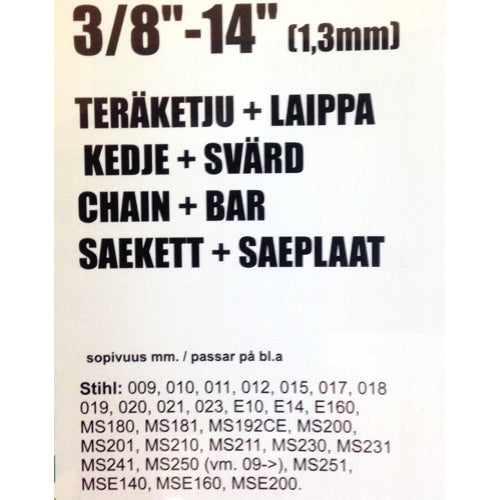 3/8"-14" (1,3mm)
TERÄKETJU + LAIPPA
KEDJE + SVÄRD
CHAIN + BAR
SAEKETT + SAEPLAAT
sopivuus mm. / passar på bl.a
Stihl: 009, 010, 011, 012, 015, 017, 018
019, 020, 021, 023, E10, E14, E160,
MS180, MS181, MS192CE, MS200,
MS201, MS210, MS211, MS230, MS231
MS241, MS250 (vm. 09->), MS251,
MSE140, MSE160, MSE200.